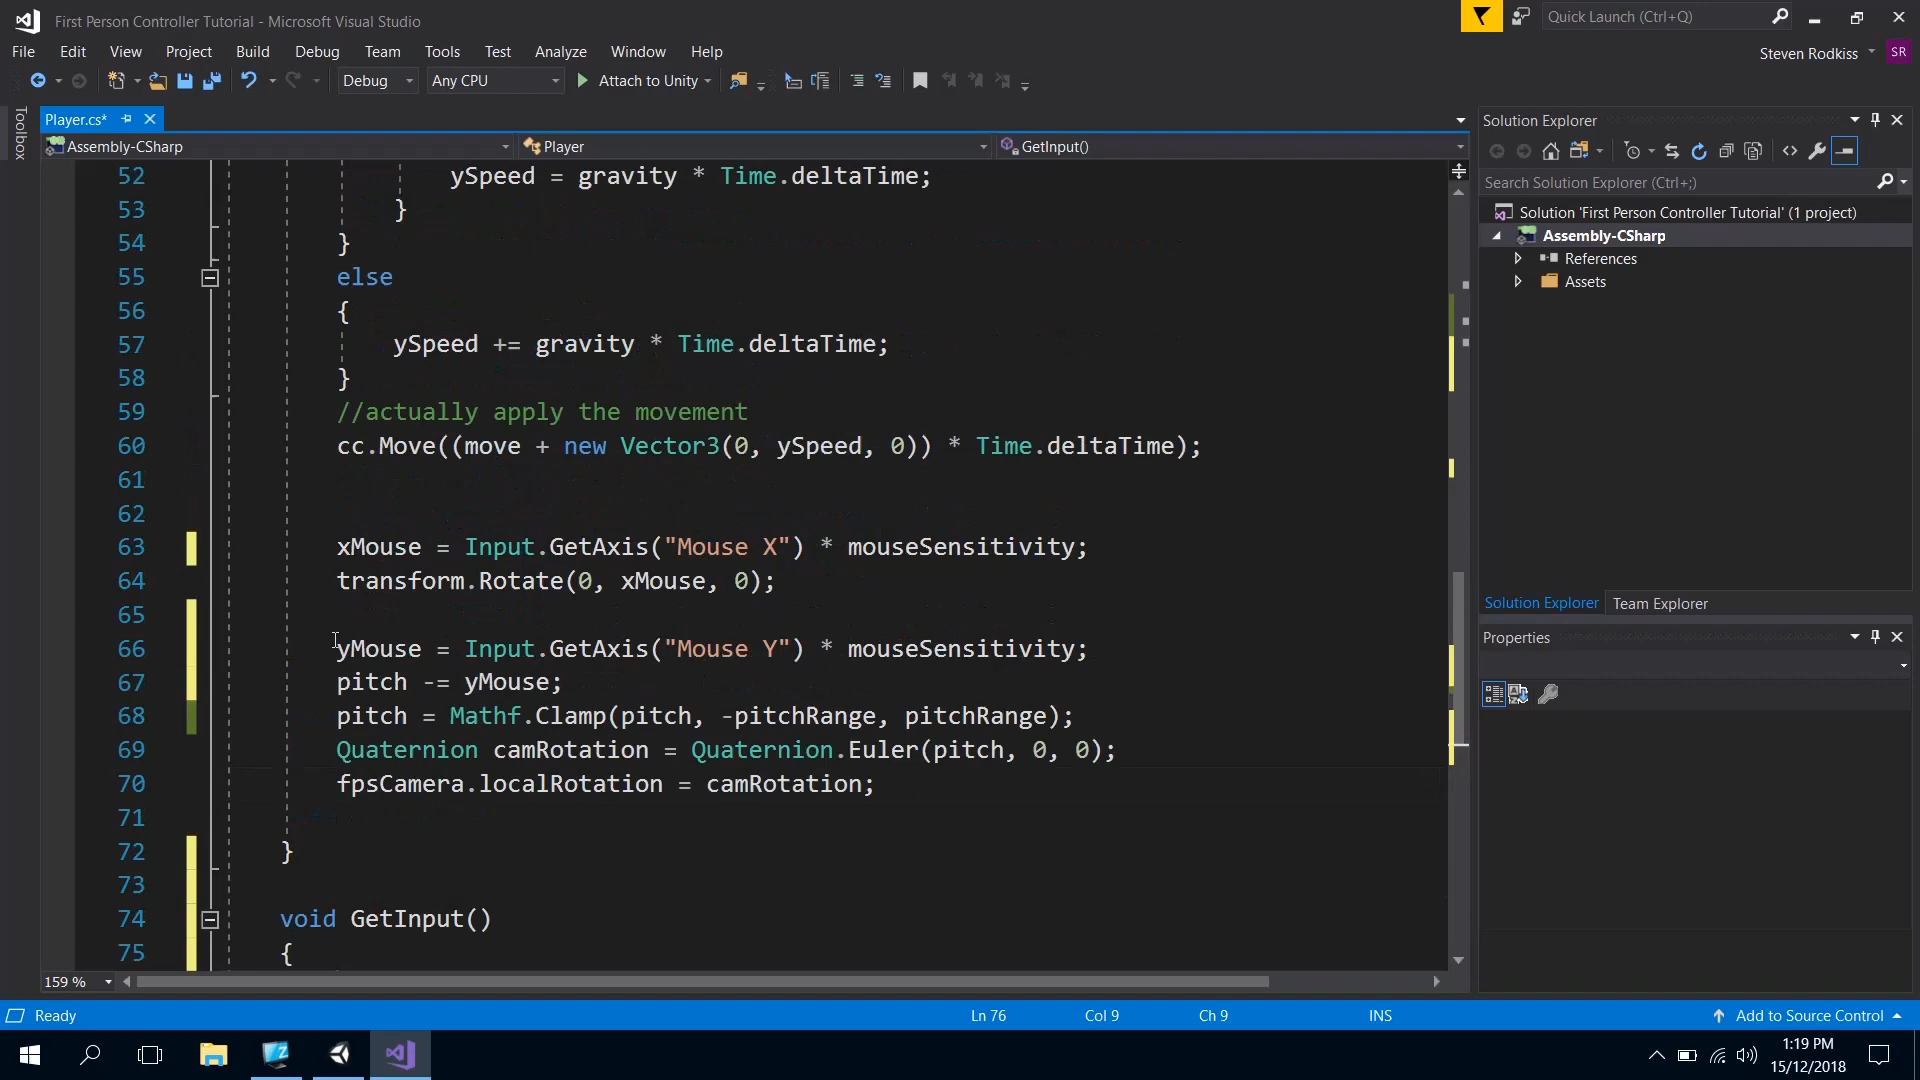 First Person Controller Tutorial - Microsoft Visual Studio
Quick Launch (Ctrl+Q)
File Edit View Project Build Debug Team Tools Test Analyze Window Help
Steven Rodkiss SR
Debug Any CPU Attach to Unity
Toolbox
Player.cs*
Assembly-CSharp Player GetInput()
52 ySpeed = gravity * Time.deltaTime;
53 }
54 }
55 else
56 {
57 ySpeed += gravity * Time.deltaTime;
58 }
59 //actually apply the movement
60 cc.Move((move + new Vector3(0, ySpeed, 0)) * Time.deltaTime);
61
62
63 xMouse = Input.GetAxis("Mouse X") * mouseSensitivity;
64 transform.Rotate(0, xMouse, 0);
65
66 yMouse = Input.GetAxis("Mouse Y") * mouseSensitivity;
67 pitch -= yMouse;
68 pitch = Mathf.Clamp(pitch, -pitchRange, pitchRange);
69 Quaternion camRotation = Quaternion.Euler(pitch, 0, 0);
70 fpsCamera.localRotation = camRotation;
71
72 }
73
74 void GetInput()
75 {
159 %
Solution Explorer
Search Solution Explorer (Ctrl+;)
Solution 'First Person Controller Tutorial' (1 project)
Assembly-CSharp
References
Assets
Solution Explorer Team Explorer
Properties
Ready Ln 76 Col 9 Ch 9 INS Add to Source Control
1:19 PM
15/12/2018